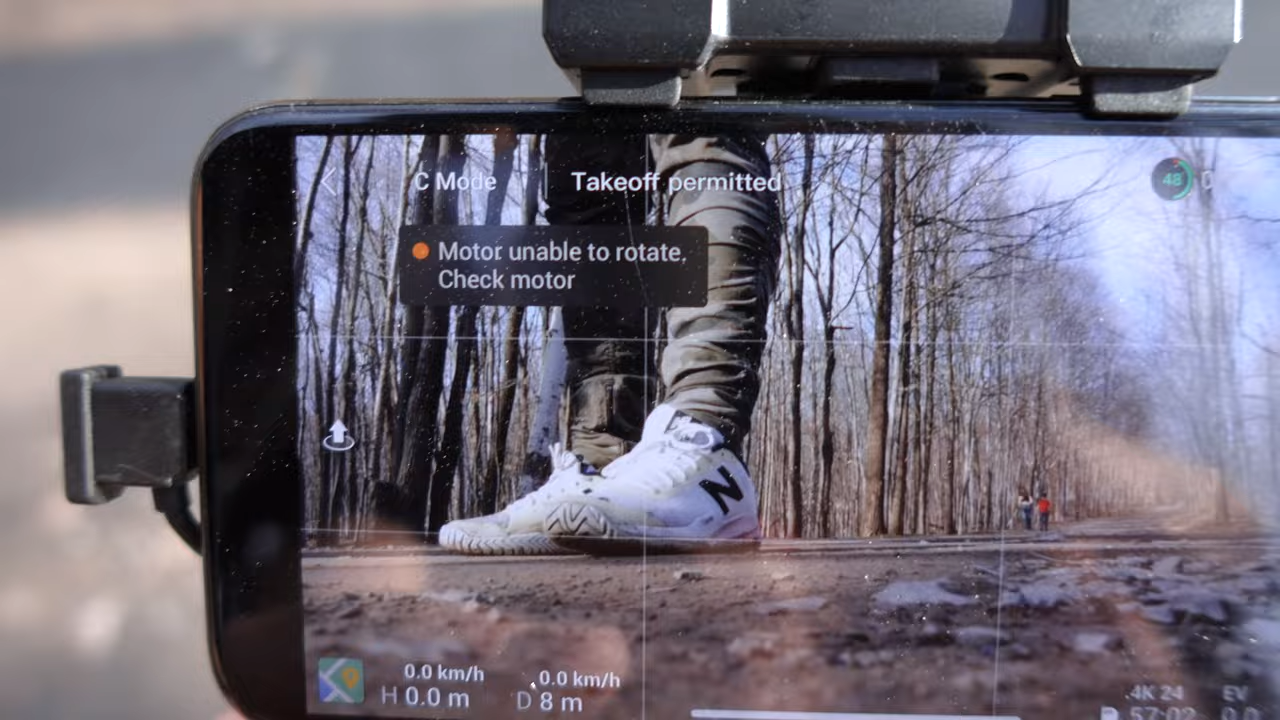 C Mode
Takeoff permitted
48
Motor unable to rotate.
Check motor
N
0.0 km/h
0.0 km/h
H 0.0 m
D 8 m
4K 24
EV